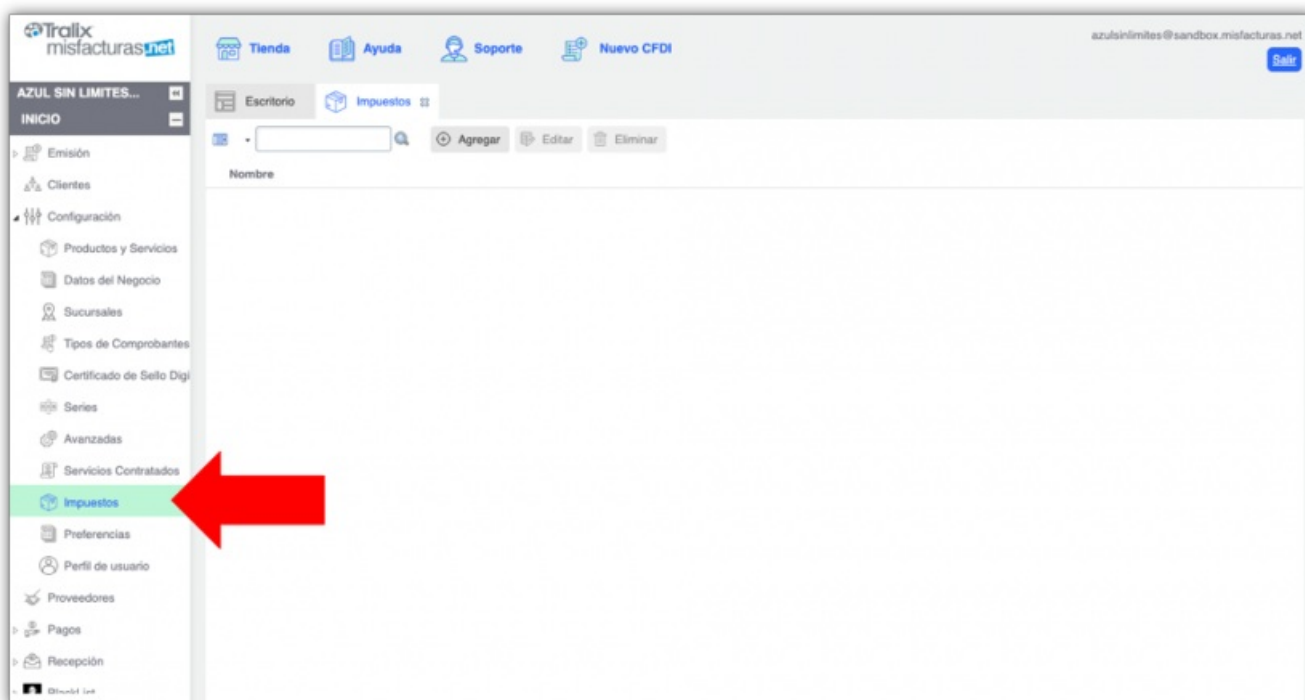 Tralix
misfacturas.net
Tienda
Ayuda
Soporte
Nuevo CFDI
azulsinlimites@sandbox.misfacturas.net
Salir
AZUL SIN LIMITES...
INICIO
Escritorio
Impuestos
Agregar
Editar
Eliminar
Nombre
Emisión
Clientes
Configuración
Productos y Servicios
Datos del Negocio
Sucursales
Tipos de Comprobantes
Certificado de Sello Digi
Series
Avanzadas
Servicios Contratados
Impuestos
Preferencias
Perfil de usuario
Proveedores
Pagos
Recepción
BlackList